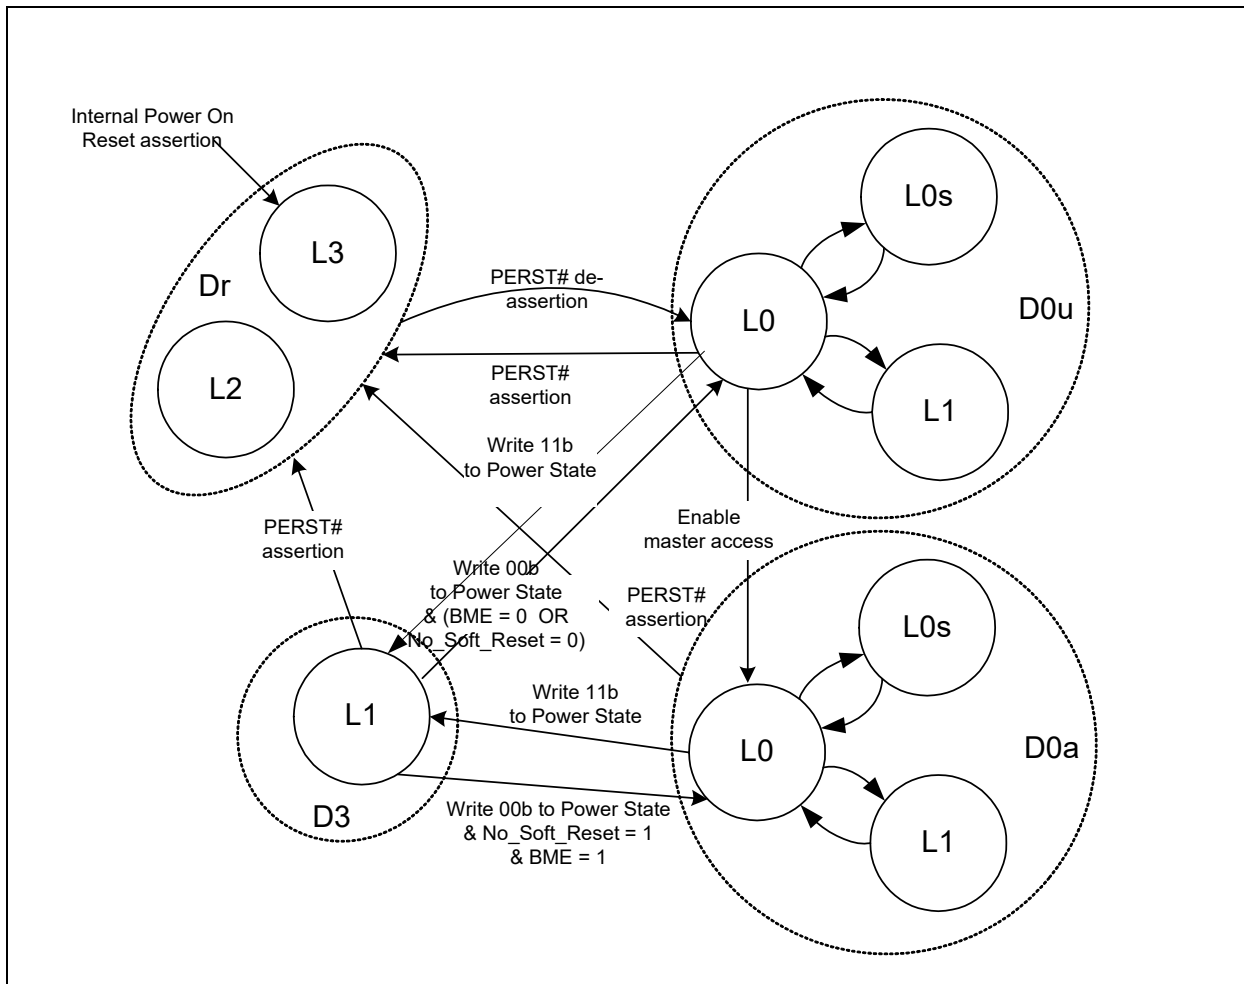 Internal Power On
Reset assertion
L3
Dr
L2
PERST# de-
assertion
PERST#
assertion
L0s
L0
D0u
L1
Write 11b
to Power State
PERST#
assertion
Enable
master access
Write 00b
to Power State
& (BME = 0 OR
No_Soft_Reset = 0)
PERST#
assertion
L1
D3
Write 11b
to Power State
Write 00b to Power State
& No_Soft_Reset = 1
& BME = 1
L0s
L0
D0a
L1